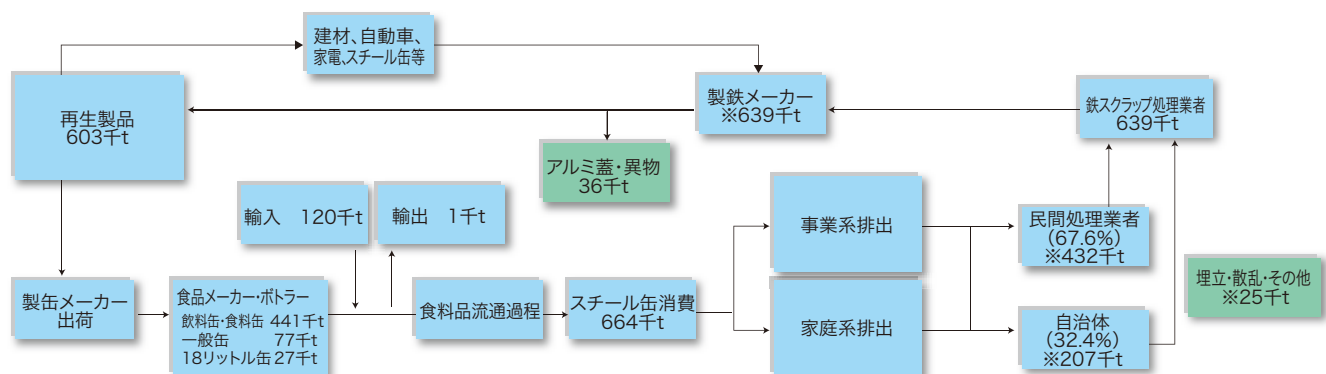 建材、自動車、
家電、スチール缶等
再生製品
603千t
製鉄メーカー
※639千t
鉄スクラップ処理業者
639千t
アルミ蓋・異物
36千t
輸入　120千t
輸出　1千t
事業系排出
民間処理業者
(67.6%)
※432千t
埋立・散乱・その他
※25千t
製缶メーカー
出荷
食品メーカー・ボトラー
飲料缶・食料缶 441千t
一般缶　77千t
18リットル缶 27千t
食料品流通過程
スチール缶消費
664千t
家庭系排出
自治体
(32.4%)
※207千t